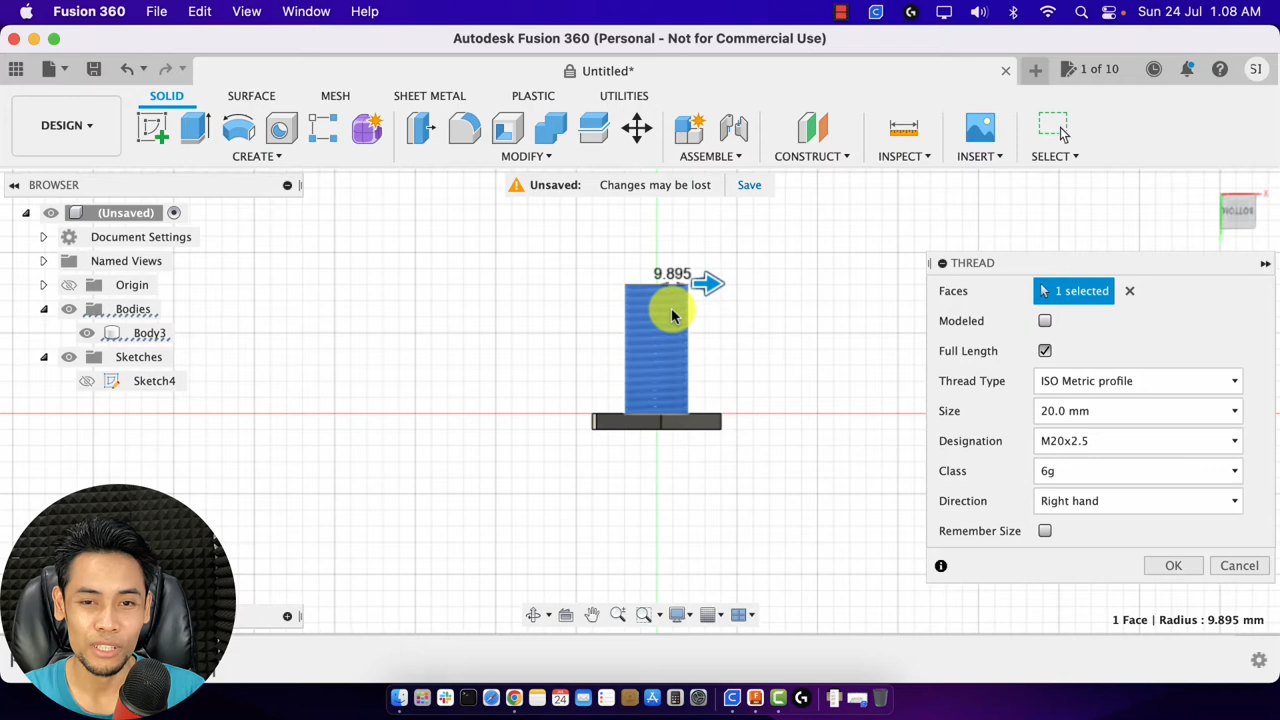 Fusion 360 File Edit View Window Help Sun 24 Jul 1.08 AM
Autodesk Fusion 360 (Personal - Not for Commercial Use)
Untitled* 1 of 10 SI
DESIGN SOLID SURFACE MESH SHEET METAL PLASTIC UTILITIES
CREATE MODIFY ASSEMBLE CONSTRUCT INSPECT INSERT SELECT
BROWSER
Unsaved: Changes may be lost Save
(Unsaved)
Document Settings
Named Views
Origin
Bodies
Body3
Sketches
Sketch4
9.895
X
BOTTOM
THREAD
Faces 1 selected
Modeled
Full Length
Thread Type ISO Metric profile
Size 20.0 mm
Designation M20x2.5
Class 6g
Direction Right hand
Remember Size
OK Cancel
1 Face | Radius : 9.895 mm
24